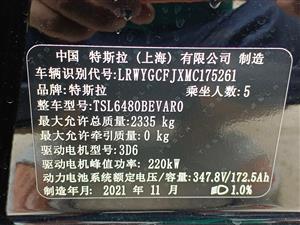 中国 特斯拉(上海)有限公司 制造
车辆识别代号:LRWYGCFJXMC175261
品牌:特斯拉 乘坐人数:5
整车型号:TSL6480BEVAR0
最大允许总质量:2335 kg
最大允许牵引质量:0 kg
驱动电机型号:3D6
驱动电机峰值功率: 220kW
动力电池系统额定电压/容量:347.8V/172.5Ah
制造年月: 2021 年 11 月 1.0%